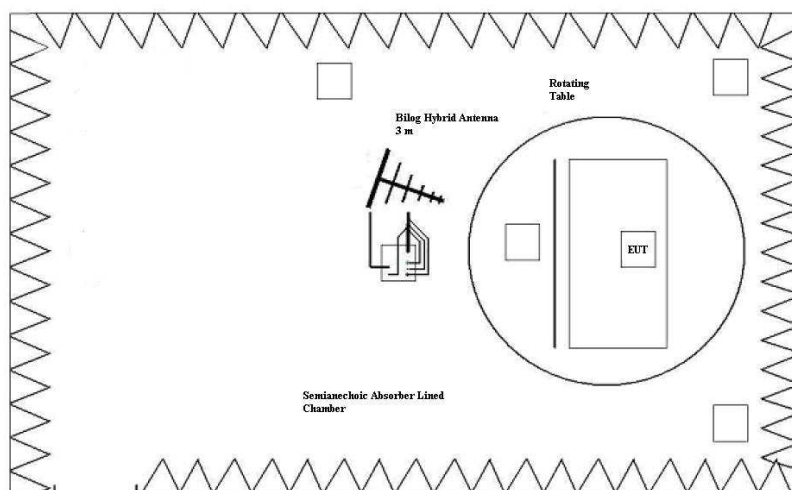 Rotating
Table
Bilog Hybrid Antenna
3 m
EUT
Semianechoic Absorber Lined
Chamber